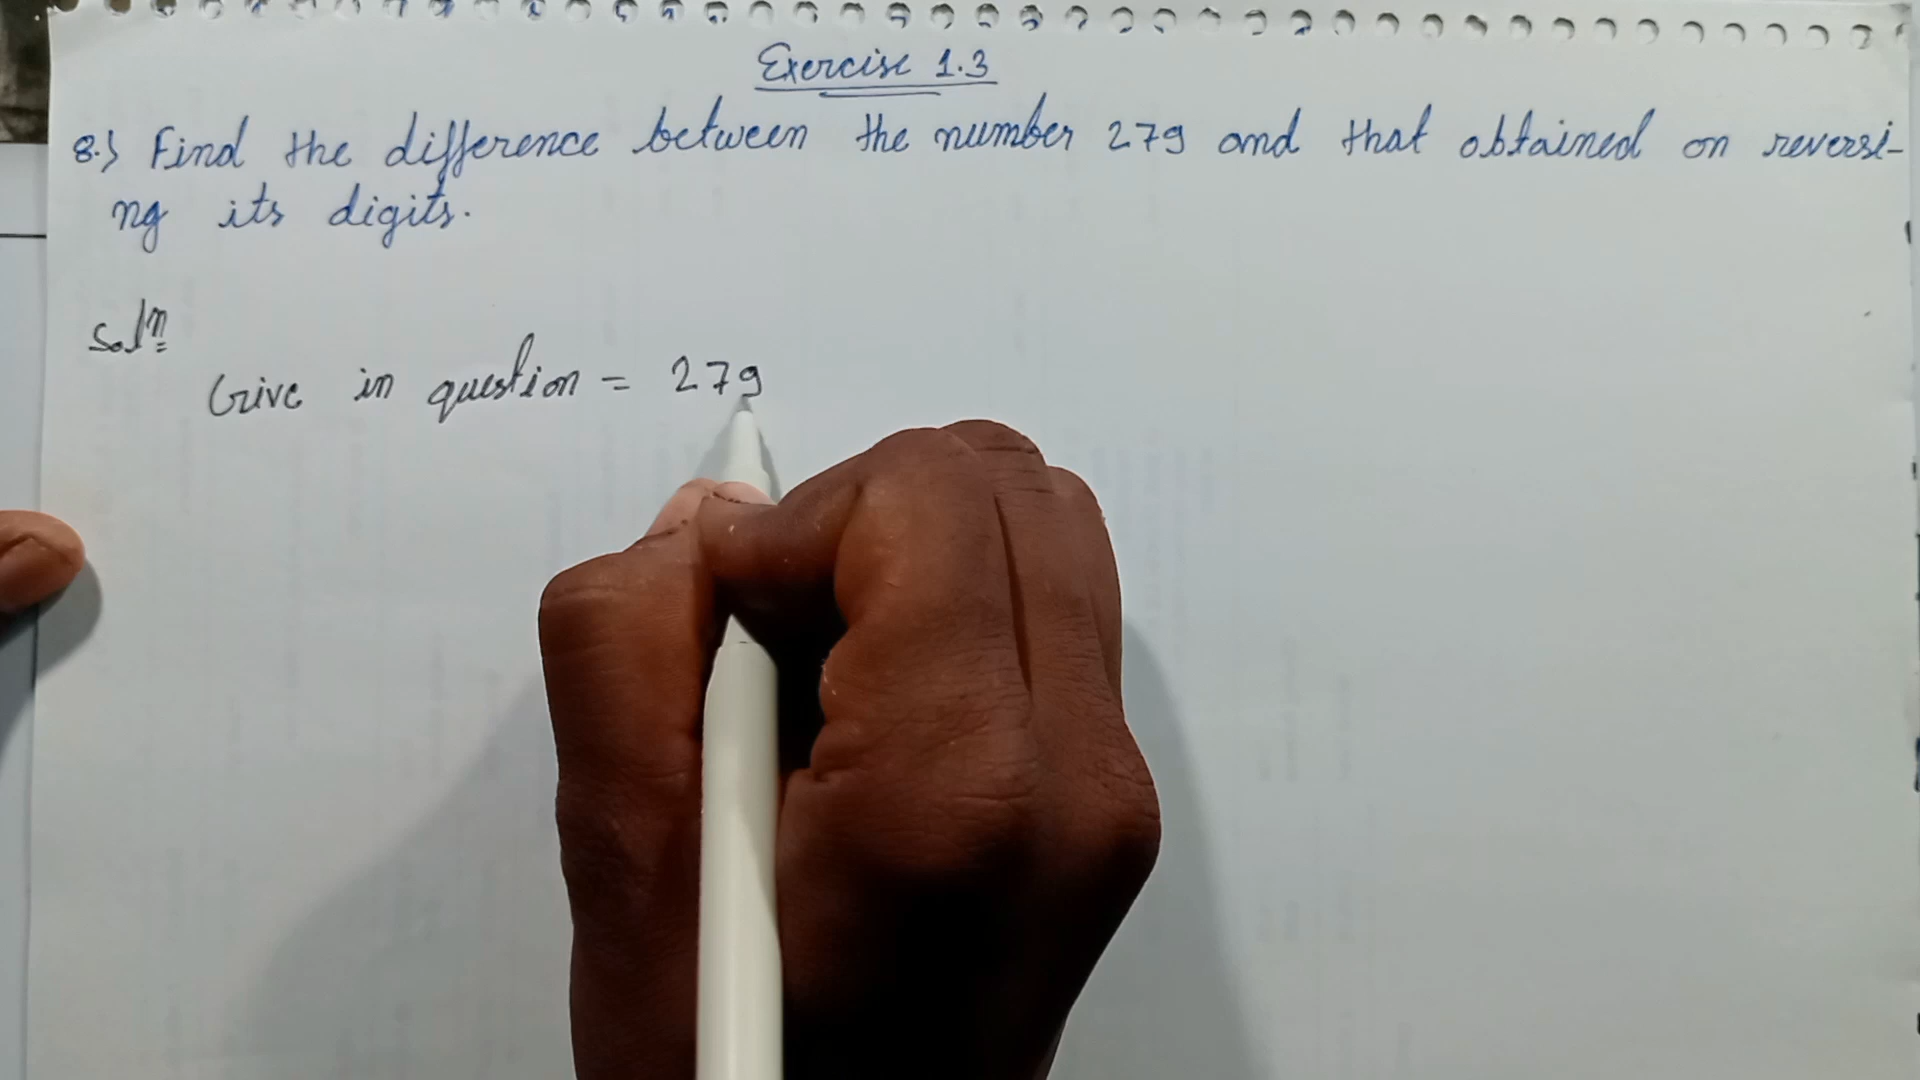 Exercise 1.3
8.) Find the difference between the number 279 and that obtained on reversi-
ng its digits.
Solⁿ
Give in question = 279